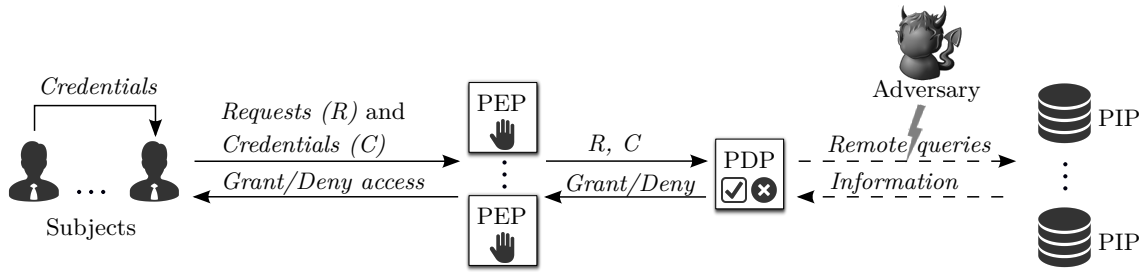 Credentials
Subjects
Requests (R) and
Credentials (C)
Grant/Deny access
PEP
PEP
R, C
Grant/Deny
PDP
Adversary
Remote queries
Information
PIP
PIP